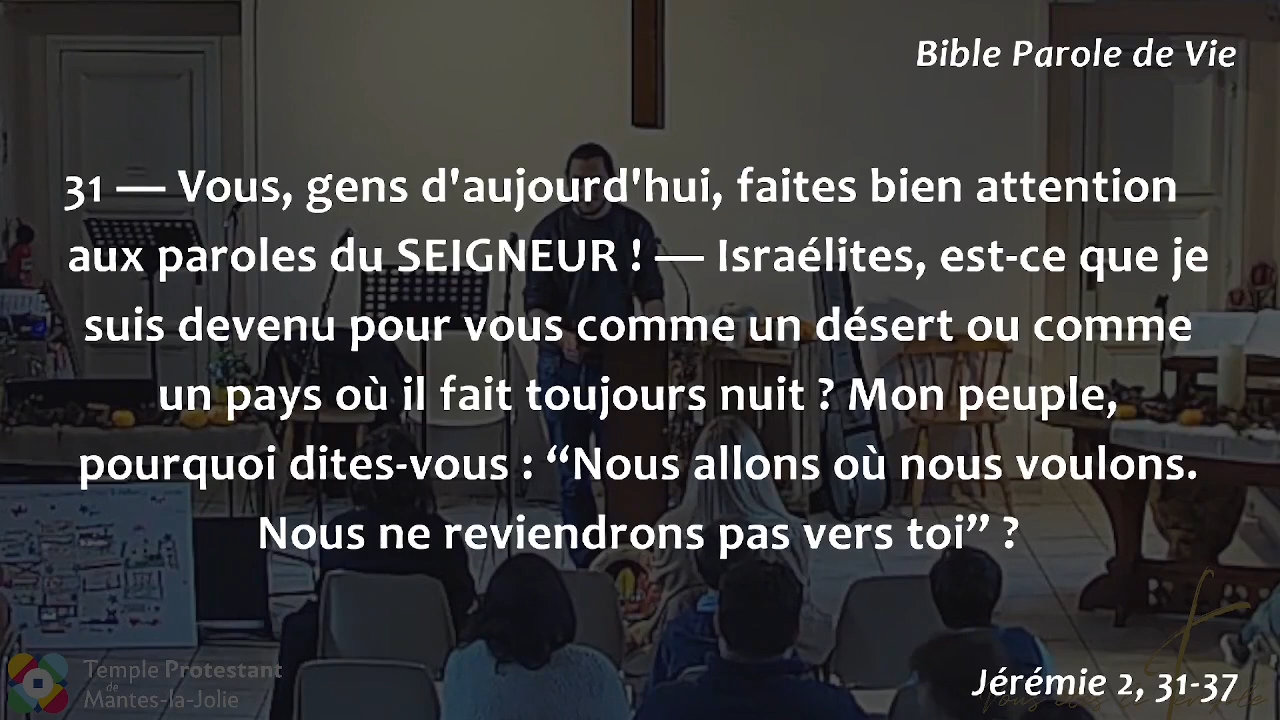 Bible Parole de Vie
31 — Vous, gens d'aujourd'hui, faites bien attention
aux paroles du SEIGNEUR ! — Israélites, est-ce que je
suis devenu pour vous comme un désert ou comme
un pays où il fait toujours nuit ? Mon peuple,
pourquoi dites-vous : “Nous allons où nous voulons.
Nous ne reviendrons pas vers toi” ?
Temple Protestant
de
Mantes-la-Jolie
Jérémie 2, 31-37